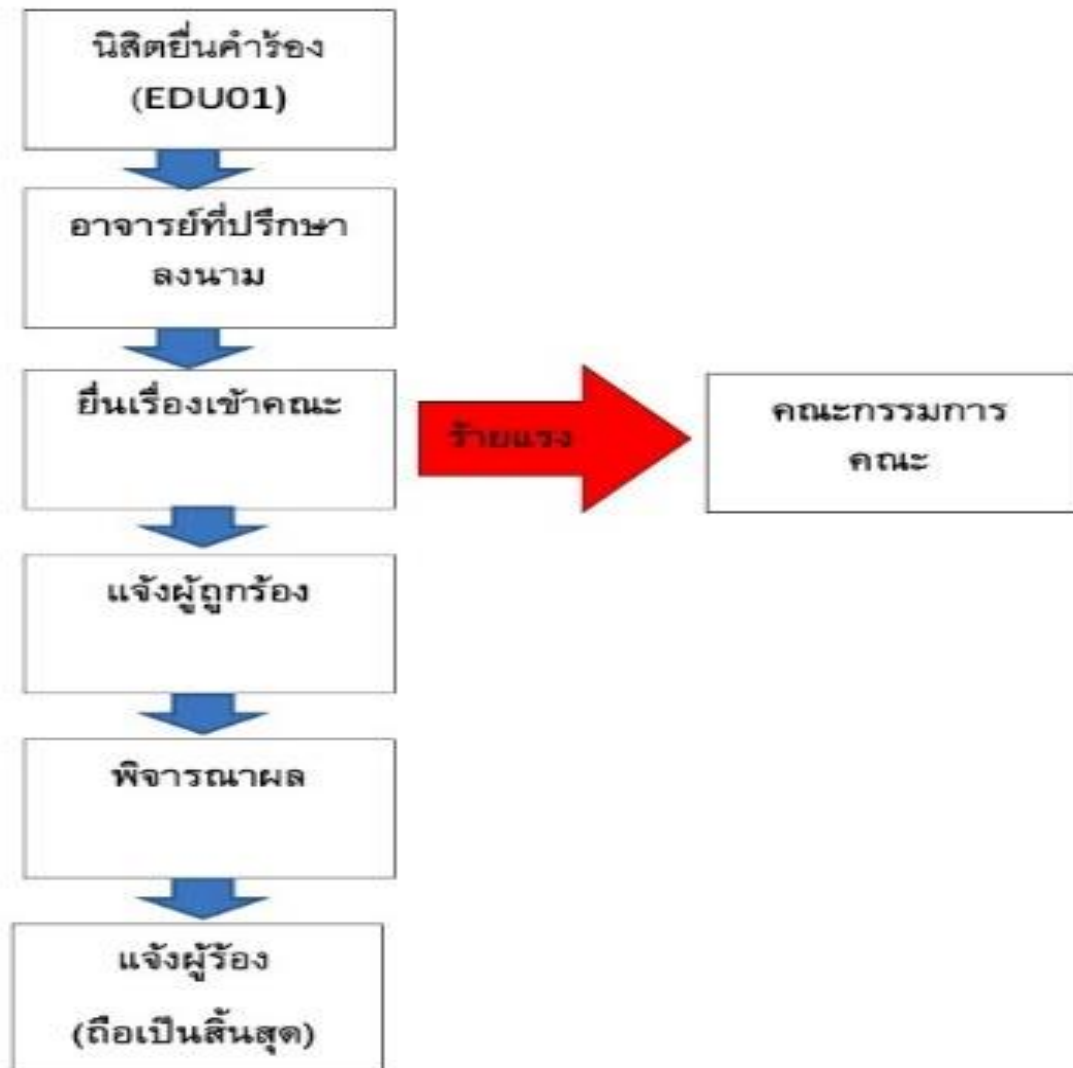 นิสิตยื่นคำร้อง
(EDU01)
อาจารย์ที่ปรึกษา
ลงนาม
ยื่นเรื่องเข้าคณะ
ร้ายแรง
คณะกรรมการ
คณะ
แจ้งผู้ถูกร้อง
พิจารณาผล
แจ้งผู้ร้อง
(ถือเป็นสิ้นสุด)